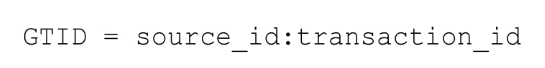 GTID = source_id:transaction_id